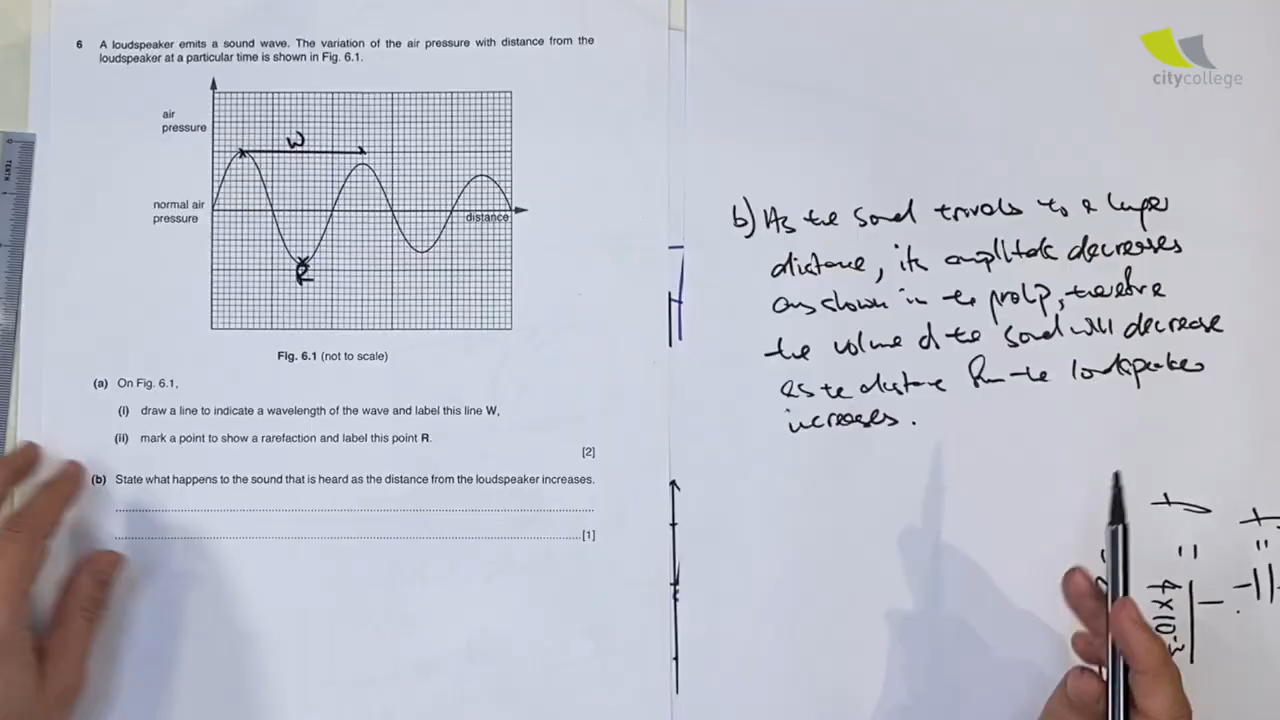 6 A loudspeaker emits a sound wave. The variation of the air pressure with distance from the
loudspeaker at a particular time is shown in Fig. 6.1.
air
pressure
W
normal air
pressure
distance
R
Fig. 6.1 (not to scale)
(a) On Fig. 6.1,
(i) draw a line to indicate a wavelength of the wave and label this line W,
(ii) mark a point to show a rarefaction and label this point R.
[2]
(b) State what happens to the sound that is heard as the distance from the loudspeaker increases.
[1]
citycollege
b) As the sound travels to a larger
distance, its amplitude decreases
as shown in the , therefore
the volume of the sound will decrease
as the distance from the loudspeaker
increases.
f = 1
4×10⁻³
TENTH